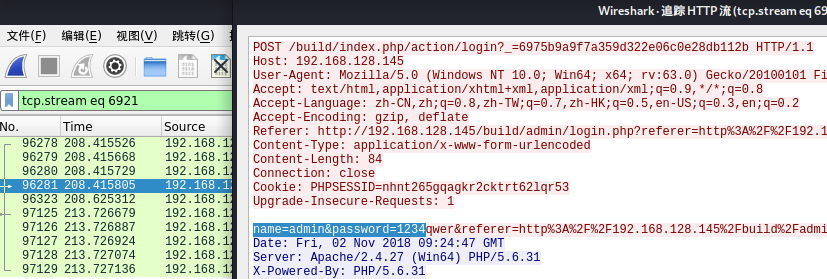 Wireshark · 追踪 HTTP 流 (tcp.stream eq 69
文件(F) 编辑(E) 视图(V) 跳转(G)
tcp.stream eq 6921
No. Time Source
96278 208.415526 192.168.12
96279 208.415668 192.168.12
96280 208.415729 192.168.12
96281 208.415805 192.168.12
96323 208.625312 192.168.12
97125 213.726679 192.168.12
97126 213.726887 192.168.12
97127 213.726924 192.168.12
97128 213.727074 192.168.12
97129 213.727136 192.168.12
POST /build/index.php/action/login?_=6975b9a9f7a359d322e06c0e28db112b HTTP/1.1
Host: 192.168.128.145
User-Agent: Mozilla/5.0 (Windows NT 10.0; Win64; x64; rv:63.0) Gecko/20100101 Fi
Accept: text/html,application/xhtml+xml,application/xml;q=0.9,*/*;q=0.8
Accept-Language: zh-CN,zh;q=0.8,zh-TW;q=0.7,zh-HK;q=0.5,en-US;q=0.3,en;q=0.2
Accept-Encoding: gzip, deflate
Referer: http://192.168.128.145/build/admin/login.php?referer=http%3A%2F%2F192.1
Content-Type: application/x-www-form-urlencoded
Content-Length: 84
Connection: close
Cookie: PHPSESSID=nhnt265gqagkr2cktrt62lqr53
Upgrade-Insecure-Requests: 1
name=admin&password=1234qwer&referer=http%3A%2F%2F192.168.128.145%2Fbuild%2Fadmi
Date: Fri, 02 Nov 2018 09:24:47 GMT
Server: Apache/2.4.27 (Win64) PHP/5.6.31
X-Powered-By: PHP/5.6.31